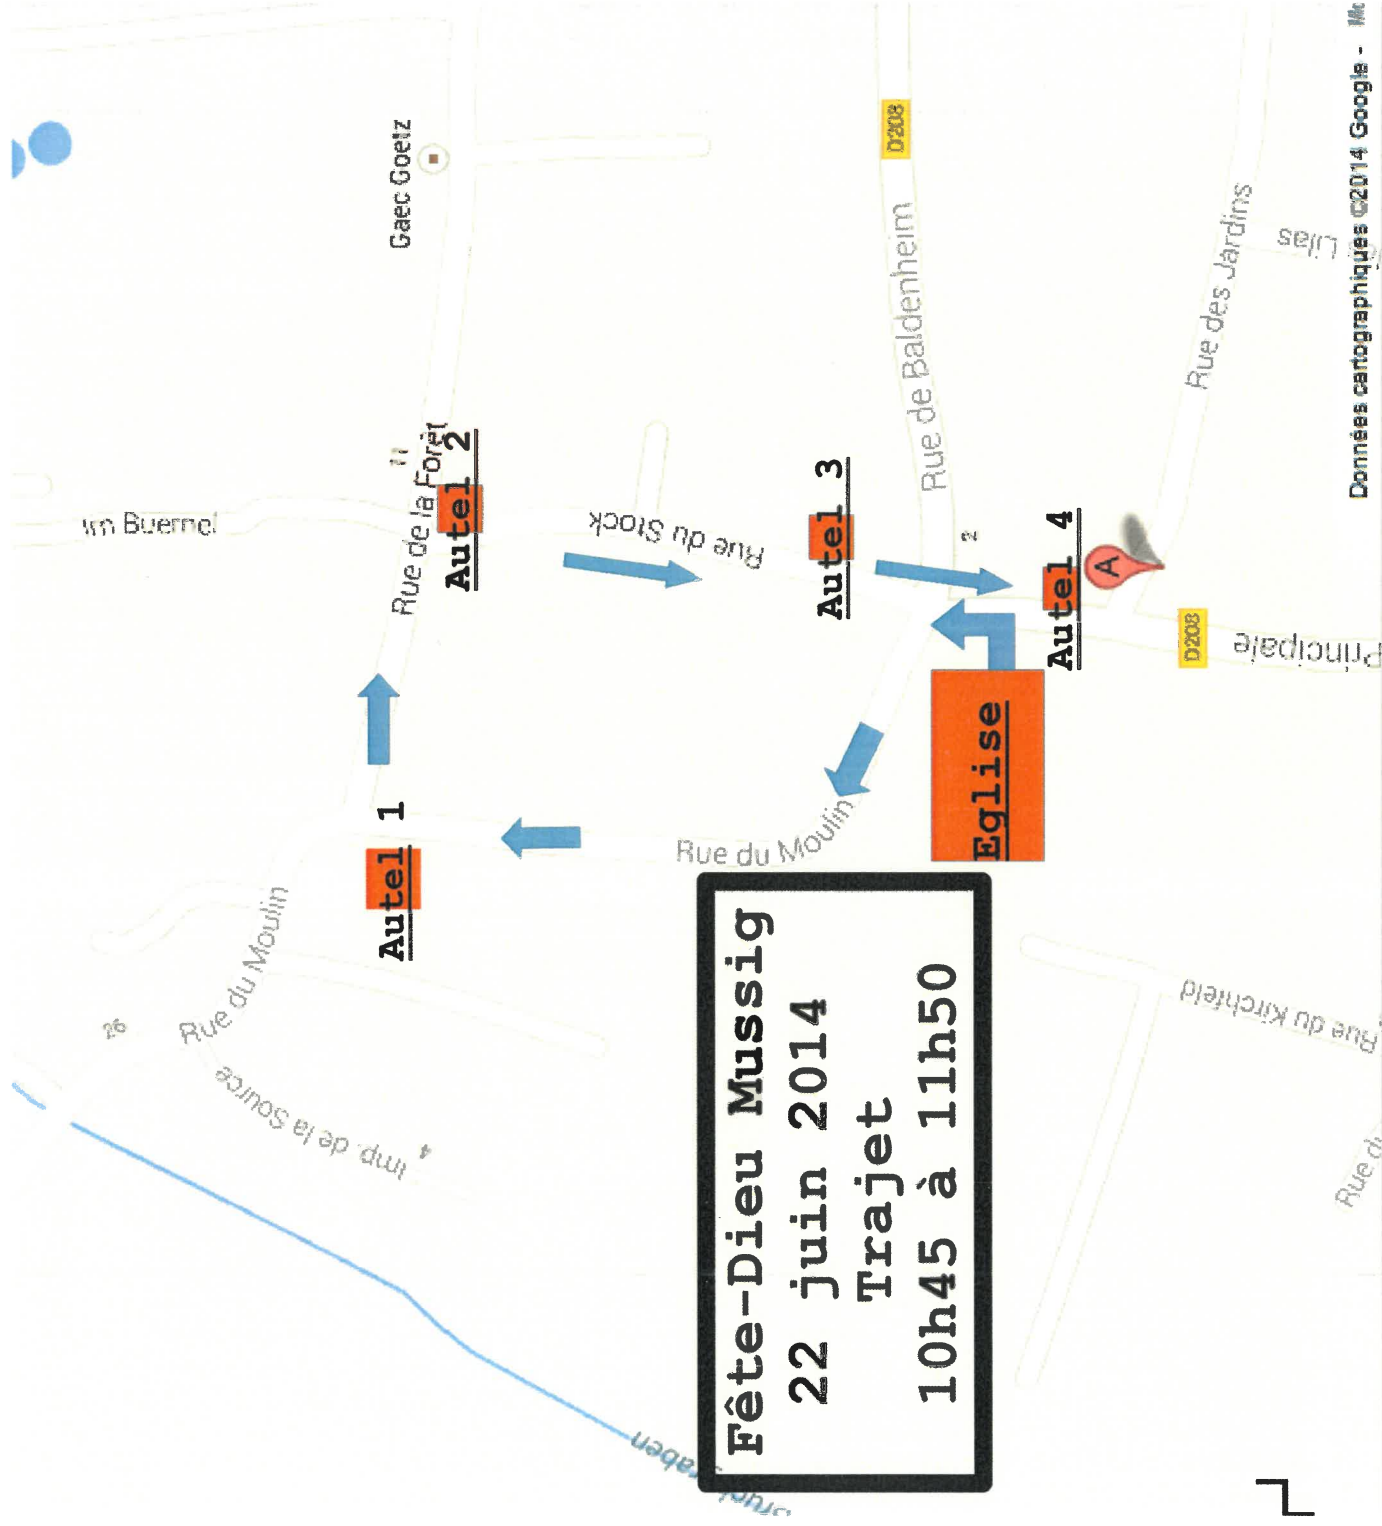 Fête-Dieu Mussig
22 juin 2014
Trajet
10h45 à 11h50
Eglise
Autel 1
Autel 2
Autel 3
Autel 4
A
Rue du Moulin
Rue du Moulin
26
Imp. de la Source
4
Rue de la Forêt
11
Gaec Goetz
Rue du Stock
Rue de Baldenheim
D208
2
Rue des Jardins
Lilas
D208
Principale
Rue du Kirchfeld
Rue du
Données cartographiques ©2014 Google -